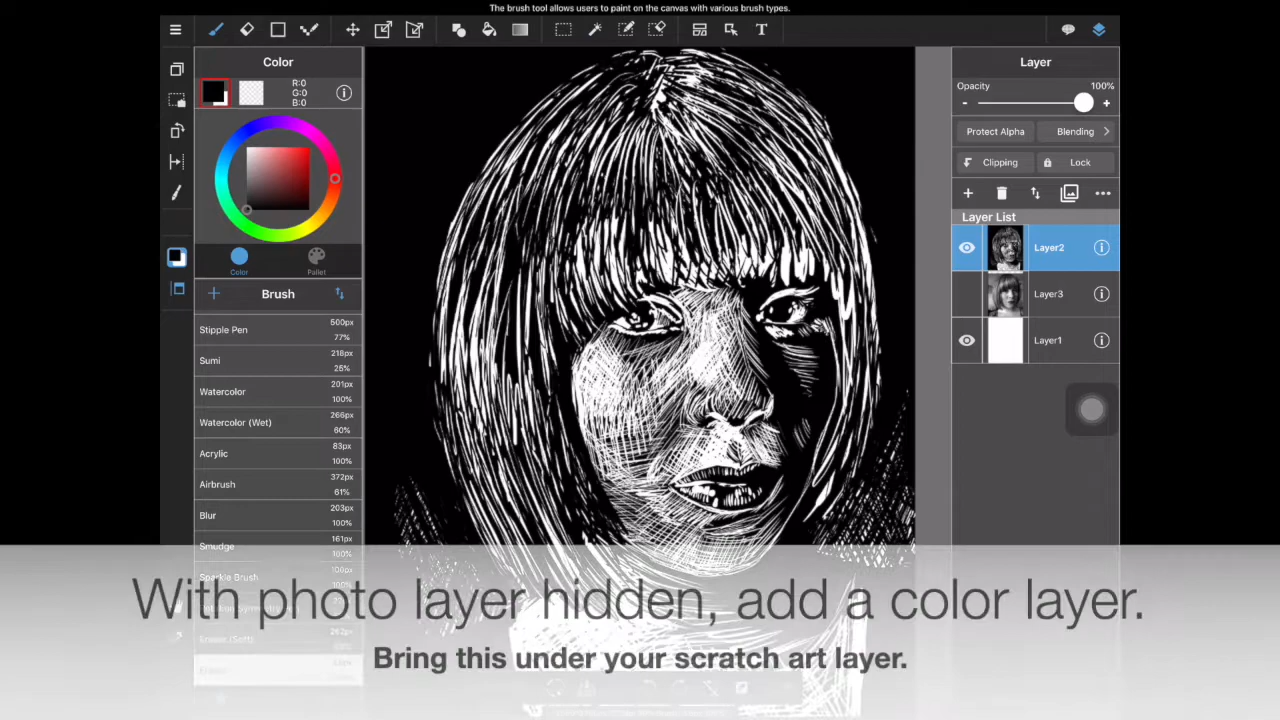 The brush tool allows users to paint on the canvas with various brush types.
T
Color
R:0
G:0
B:0
Color
Pallet
Brush
Stipple Pen 500px 77%
Sumi 218px 25%
Watercolor 201px 100%
Watercolor (Wet) 266px 60%
Acrylic 83px 100%
Airbrush 372px 61%
Blur 203px 100%
Smudge 161px 100%
Sparkle Brush
Layer
Opacity 100%
- +
Protect Alpha Blending
Clipping Lock
Layer List
Layer2
Layer3
Layer1
With photo layer hidden, add a color layer.
Bring this under your scratch art layer.